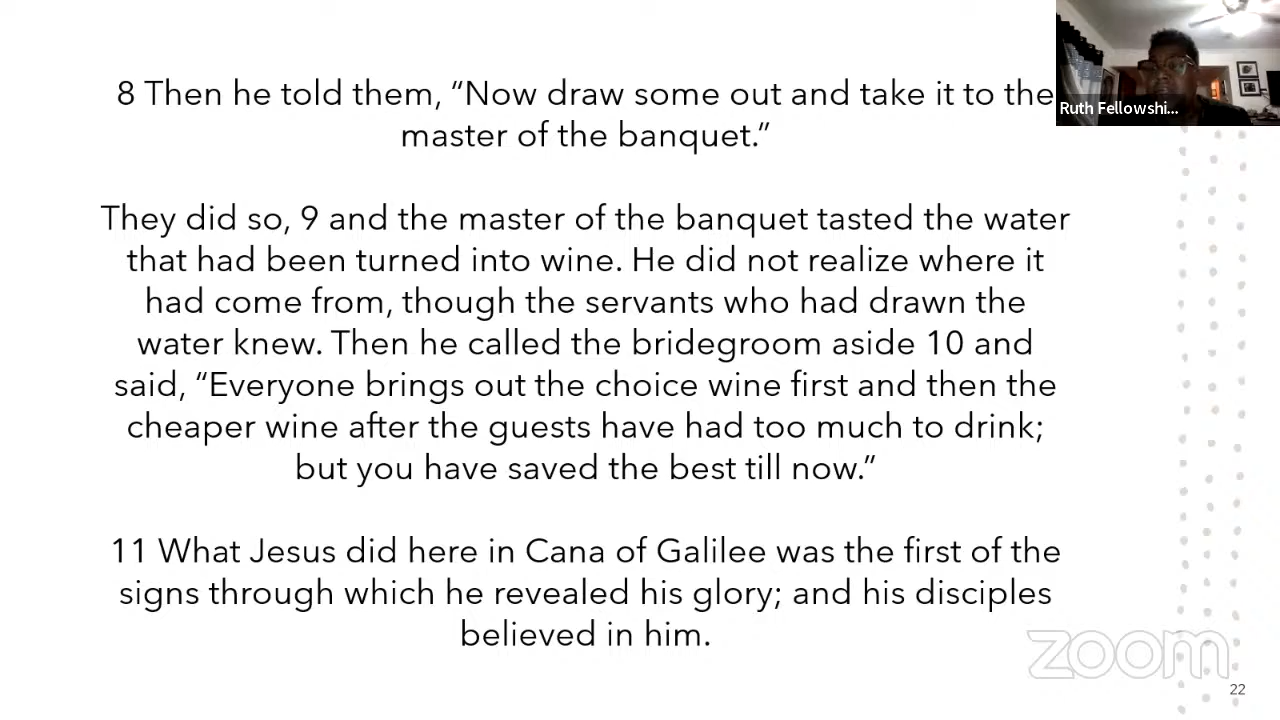 8 Then he told them, “Now draw some out and take it to the
master of the banquet.”
They did so, 9 and the master of the banquet tasted the water
that had been turned into wine. He did not realize where it
had come from, though the servants who had drawn the
water knew. Then he called the bridegroom aside 10 and
said, “Everyone brings out the choice wine first and then the
cheaper wine after the guests have had too much to drink;
but you have saved the best till now.”
11 What Jesus did here in Cana of Galilee was the first of the
signs through which he revealed his glory; and his disciples
believed in him.
Ruth Fellowshi...
zoom
22